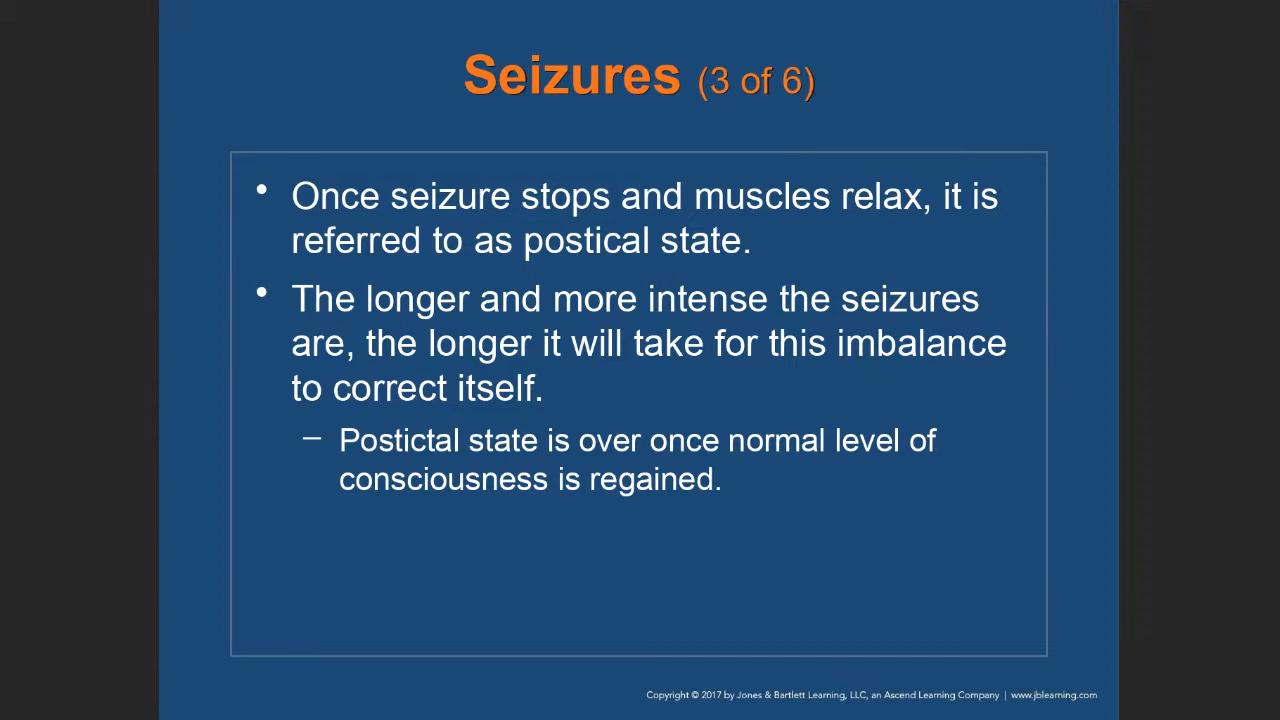 Seizures (3 of 6)
• Once seizure stops and muscles relax, it is
referred to as postical state.
• The longer and more intense the seizures
are, the longer it will take for this imbalance
to correct itself.
– Postictal state is over once normal level of
consciousness is regained.
Copyright © 2017 by Jones & Bartlett Learning, LLC, an Ascend Learning Company | www.jblearning.com